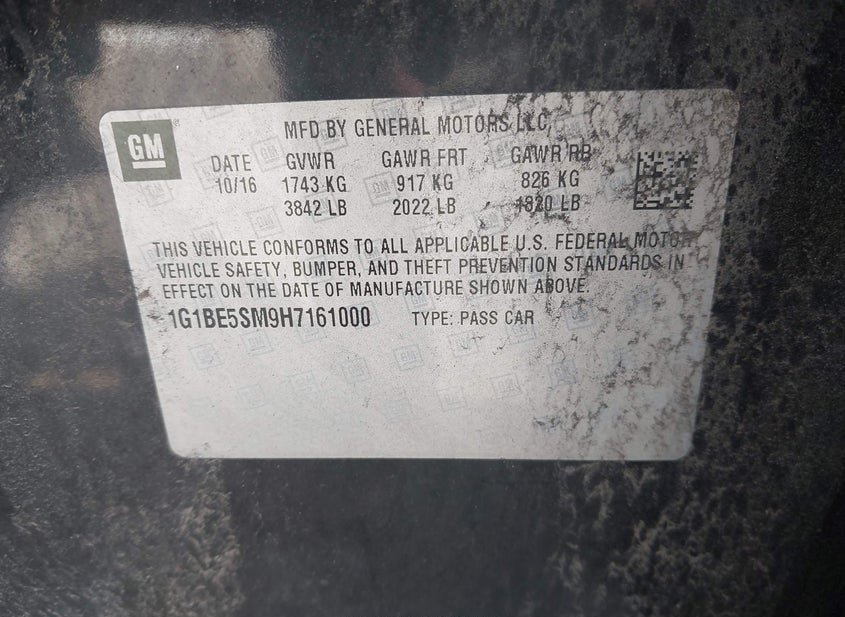 GM
MFD BY GENERAL MOTORS LLC
DATE GVWR GAWR FRT GAWR RR
10/16 1743 KG 917 KG 826 KG
3842 LB 2022 LB 1820 LB
THIS VEHICLE CONFORMS TO ALL APPLICABLE U.S. FEDERAL MOTOR
VEHICLE SAFETY, BUMPER, AND THEFT PREVENTION STANDARDS IN
EFFECT ON THE DATE OF MANUFACTURE SHOWN ABOVE.
1G1BE5SM9H7161000 TYPE: PASS CAR